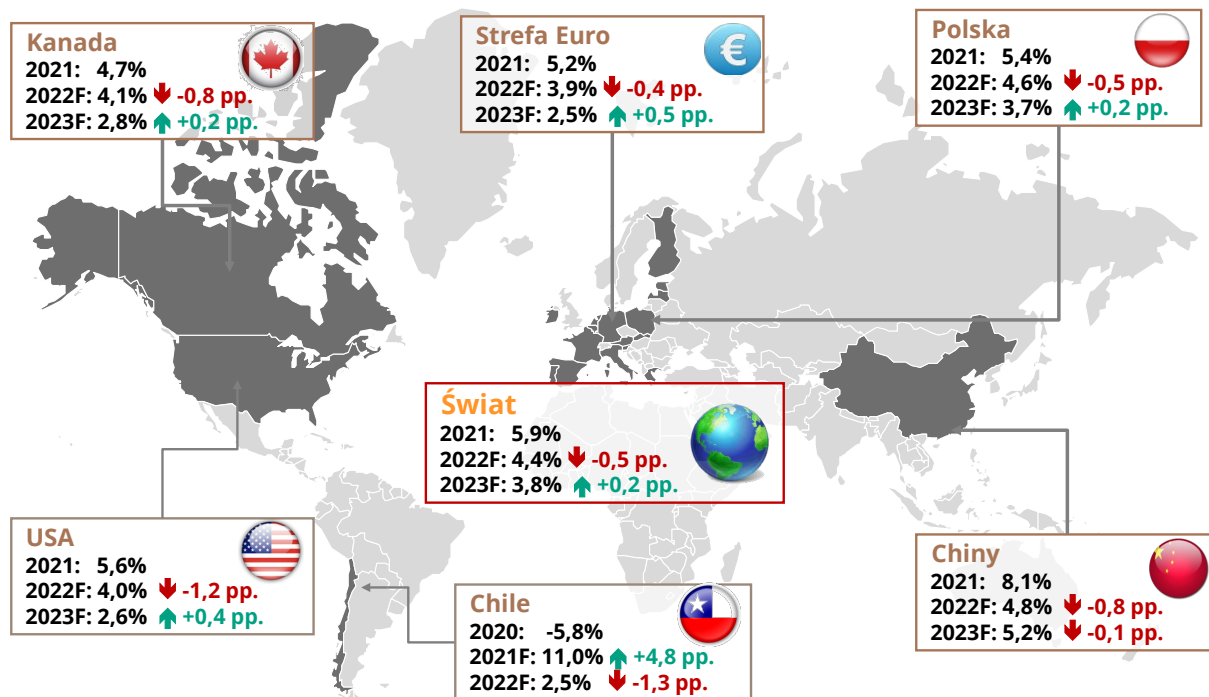 Kanada
2021: 4,7%
2022F: 4,1% -0,8 pp.
2023F: 2,8% +0,2 pp.
Strefa Euro
€
2021: 5,2%
2022F: 3,9% -0,4 pp.
2023F: 2,5% +0,5 pp.
Polska
2021: 5,4%
2022F: 4,6% -0,5 pp.
2023F: 3,7% +0,2 pp.
Świat
2021: 5,9%
2022F: 4,4% -0,5 pp.
2023F: 3,8% +0,2 pp.
USA
2021: 5,6%
2022F: 4,0% -1,2 pp.
2023F: 2,6% +0,4 pp.
Chile
2020: -5,8%
2021F: 11,0% +4,8 pp.
2022F: 2,5% -1,3 pp.
Chiny
2021: 8,1%
2022F: 4,8% -0,8 pp.
2023F: 5,2% -0,1 pp.